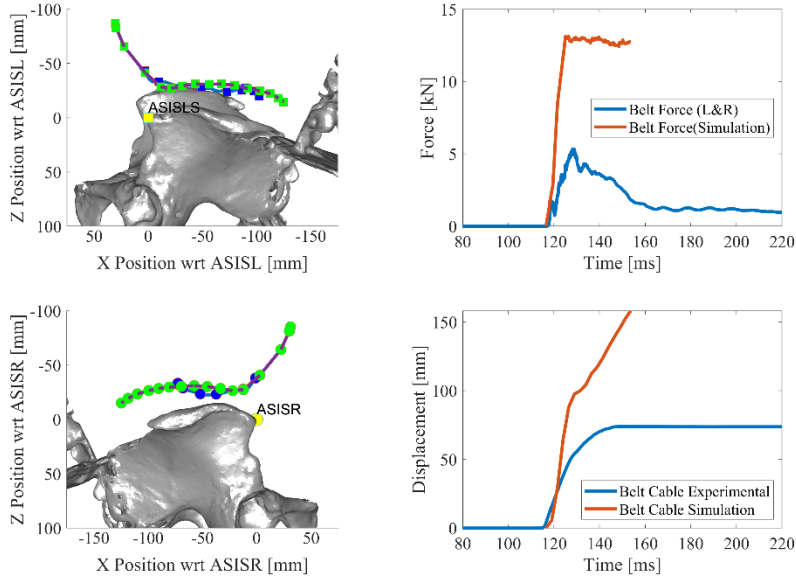 -100
-50
0
50
100
Z Position wrt ASISL [mm]
ASISLS
50 0 -50 -100 -150
X Position wrt ASISL [mm]
15
10
5
0
Force [kN]
Belt Force (L&R)
Belt Force(Simulation)
80 100 120 140 160 180 200 220
Time [ms]
-100
-50
0
50
100
Z Position wrt ASISR [mm]
ASISR
-150 -100 -50 0 50
X Position wrt ASISR [mm]
150
100
50
0
Displacement [mm]
Belt Cable Experimental
Belt Cable Simulation
80 100 120 140 160 180 200 220
Time [ms]